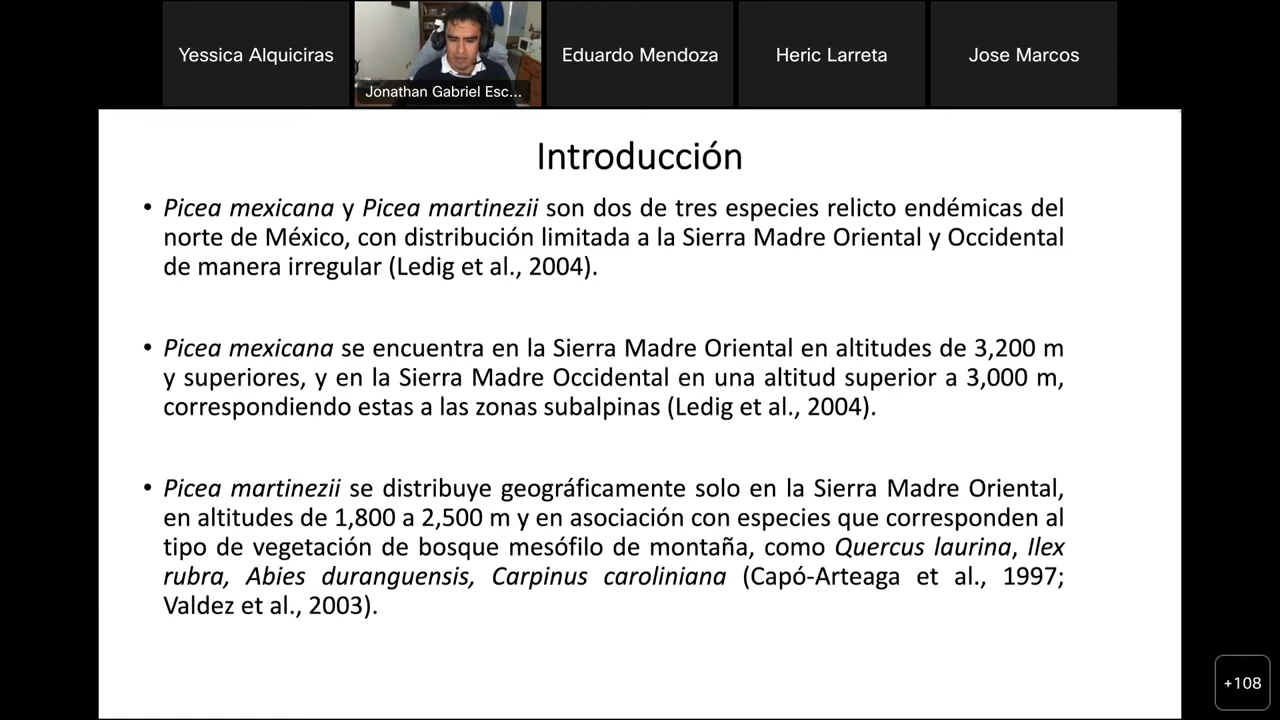 Yessica Alquiciras
Jonathan Gabriel Esc...
Eduardo Mendoza
Heric Larreta
Jose Marcos
Introducción
• Picea mexicana y Picea martinezii son dos de tres especies relicto endémicas del
norte de México, con distribución limitada a la Sierra Madre Oriental y Occidental
de manera irregular (Ledig et al., 2004).
• Picea mexicana se encuentra en la Sierra Madre Oriental en altitudes de 3,200 m
y superiores, y en la Sierra Madre Occidental en una altitud superior a 3,000 m,
correspondiendo estas a las zonas subalpinas (Ledig et al., 2004).
• Picea martinezii se distribuye geográficamente solo en la Sierra Madre Oriental,
en altitudes de 1,800 a 2,500 m y en asociación con especies que corresponden al
tipo de vegetación de bosque mesófilo de montaña, como Quercus laurina, Ilex
rubra, Abies duranguensis, Carpinus caroliniana (Capó-Arteaga et al., 1997;
Valdez et al., 2003).
+108